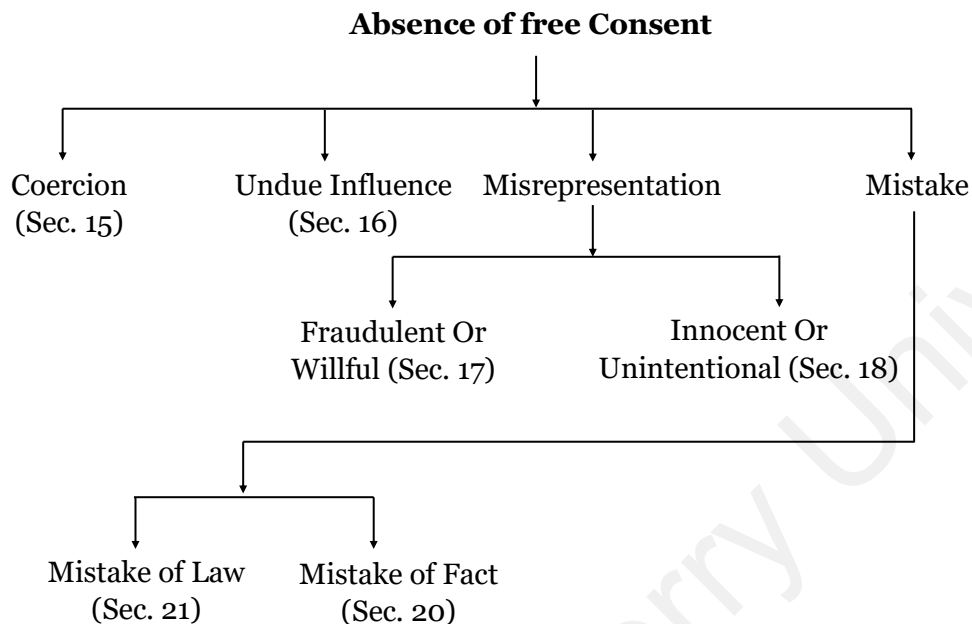 Absence of free Consent
Coercion
(Sec. 15)
Undue Influence
(Sec. 16)
Misrepresentation
Mistake
Fraudulent Or
Willful (Sec. 17)
Innocent Or
Unintentional (Sec. 18)
Mistake of Law
(Sec. 21)
Mistake of Fact
(Sec. 20)